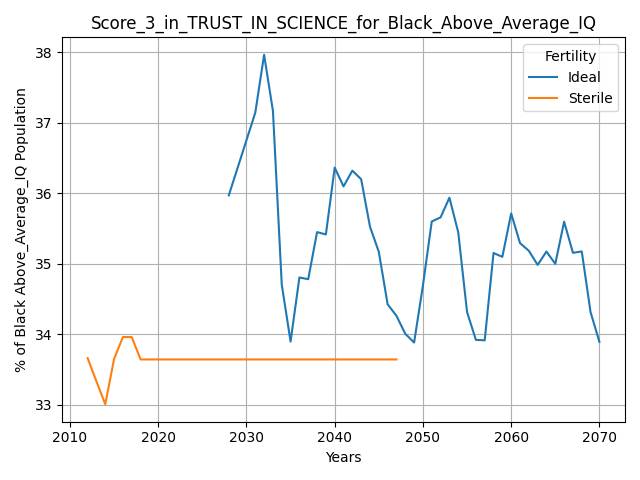 Score_3_in_TRUST_IN_SCIENCE_for_Black_Above_Average_IQ
Fertility
Ideal
Sterile
% of Black Above_Average_IQ Population
38
37
36
35
34
33
2010
2020
2030
2040
2050
2060
2070
Years